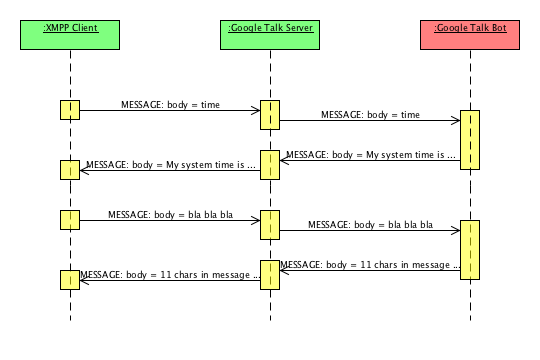 :XMPP Client
:Google Talk Server
:Google Talk Bot
MESSAGE: body = time
MESSAGE: body = time
MESSAGE: body = My system time is ...
MESSAGE: body = My system time is ...
MESSAGE: body = bla bla bla
MESSAGE: body = bla bla bla
MESSAGE: body = 11 chars in message ...
MESSAGE: body = 11 chars in message ...